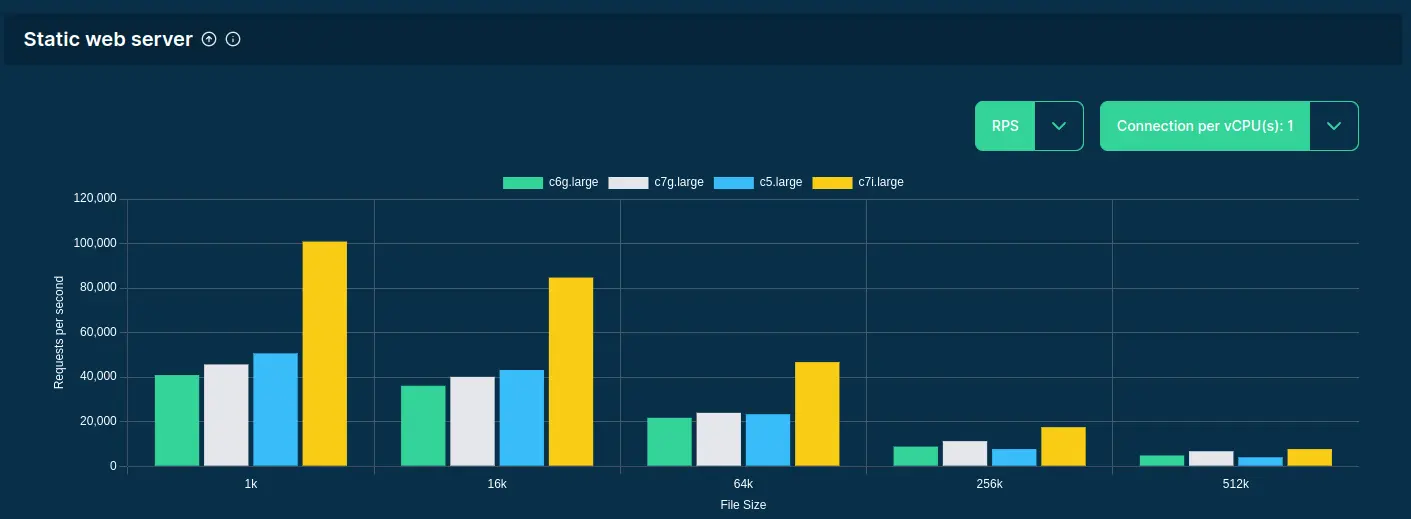 Static web server
RPS
Connection per vCPU(s): 1
c6g.large c7g.large c5.large c7i.large
120,000
100,000
80,000
60,000
40,000
20,000
0
Requests per second
1k 16k 64k 256k 512k
File Size